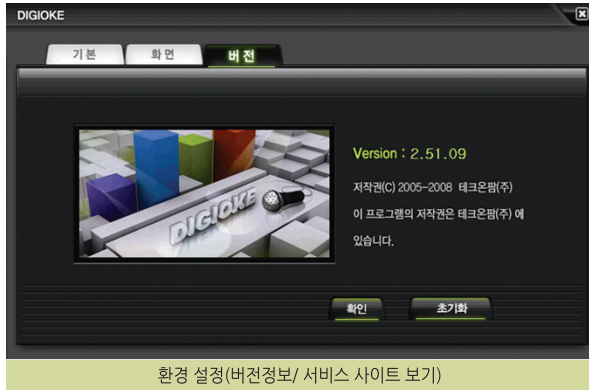 DIGIOKE
기본 화면 버전
DIGIOKE
Version : 2.51.09
저작권(C) 2005-2008 테크온팜(주)
이 프로그램의 저작권은 테크온팜(주) 에
있습니다.
확인 초기화
환경 설정(버전정보/ 서비스 사이트 보기)